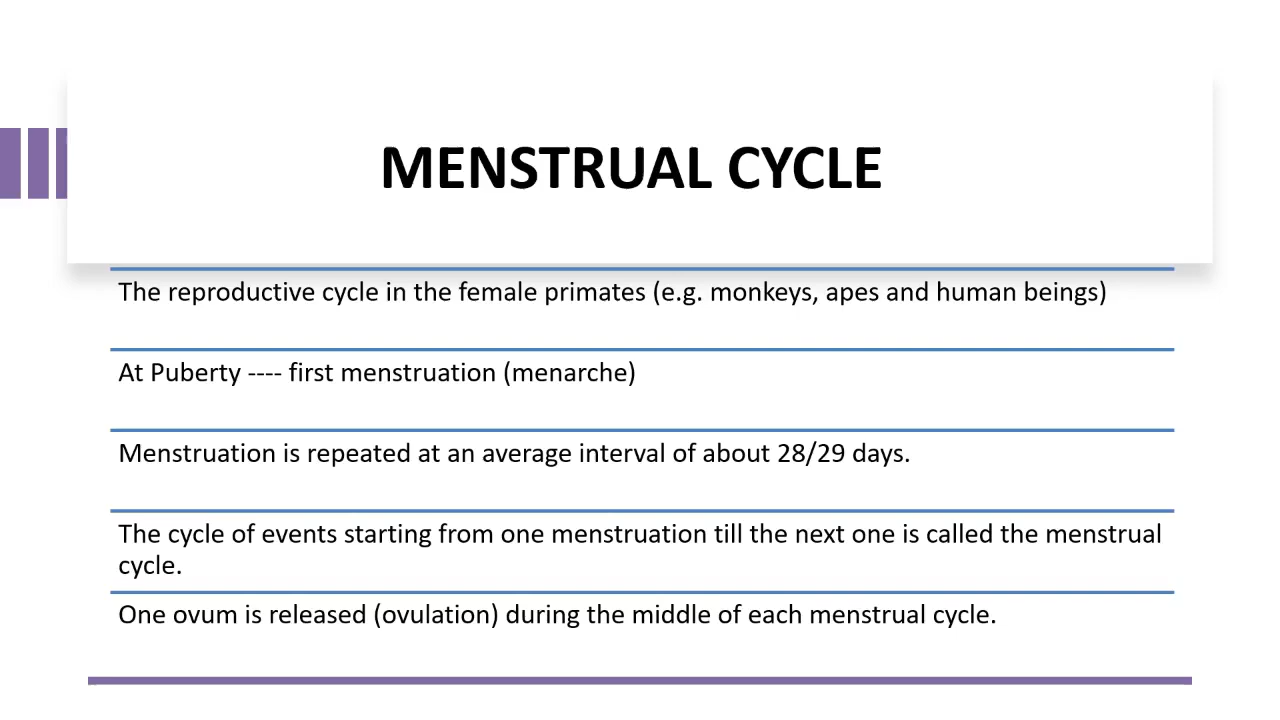 MENSTRUAL CYCLE
The reproductive cycle in the female primates (e.g. monkeys, apes and human beings)
At Puberty ---- first menstruation (menarche)
Menstruation is repeated at an average interval of about 28/29 days.
The cycle of events starting from one menstruation till the next one is called the menstrual
cycle.
One ovum is released (ovulation) during the middle of each menstrual cycle.